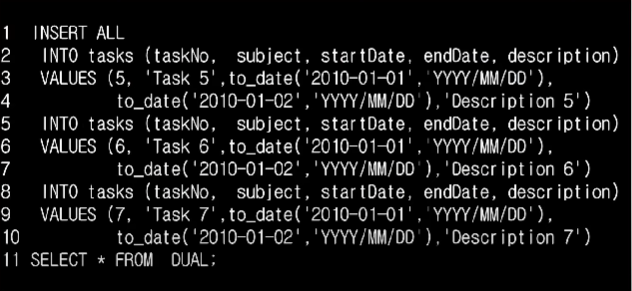 1 INSERT ALL
2 INTO tasks (taskNo, subject, startDate, endDate, description)
3 VALUES (5, 'Task 5',to_date('2010-01-01','YYYY/MM/DD'),
4 to_date('2010-01-02','YYYY/MM/DD'),'Description 5')
5 INTO tasks (taskNo, subject, startDate, endDate, description)
6 VALUES (6, 'Task 6',to_date('2010-01-01','YYYY/MM/DD'),
7 to_date('2010-01-02','YYYY/MM/DD'),'Description 6')
8 INTO tasks (taskNo, subject, startDate, endDate, description)
9 VALUES (7, 'Task 7',to_date('2010-01-01','YYYY/MM/DD'),
10 to_date('2010-01-02','YYYY/MM/DD'),'Description 7')
11 SELECT * FROM DUAL;